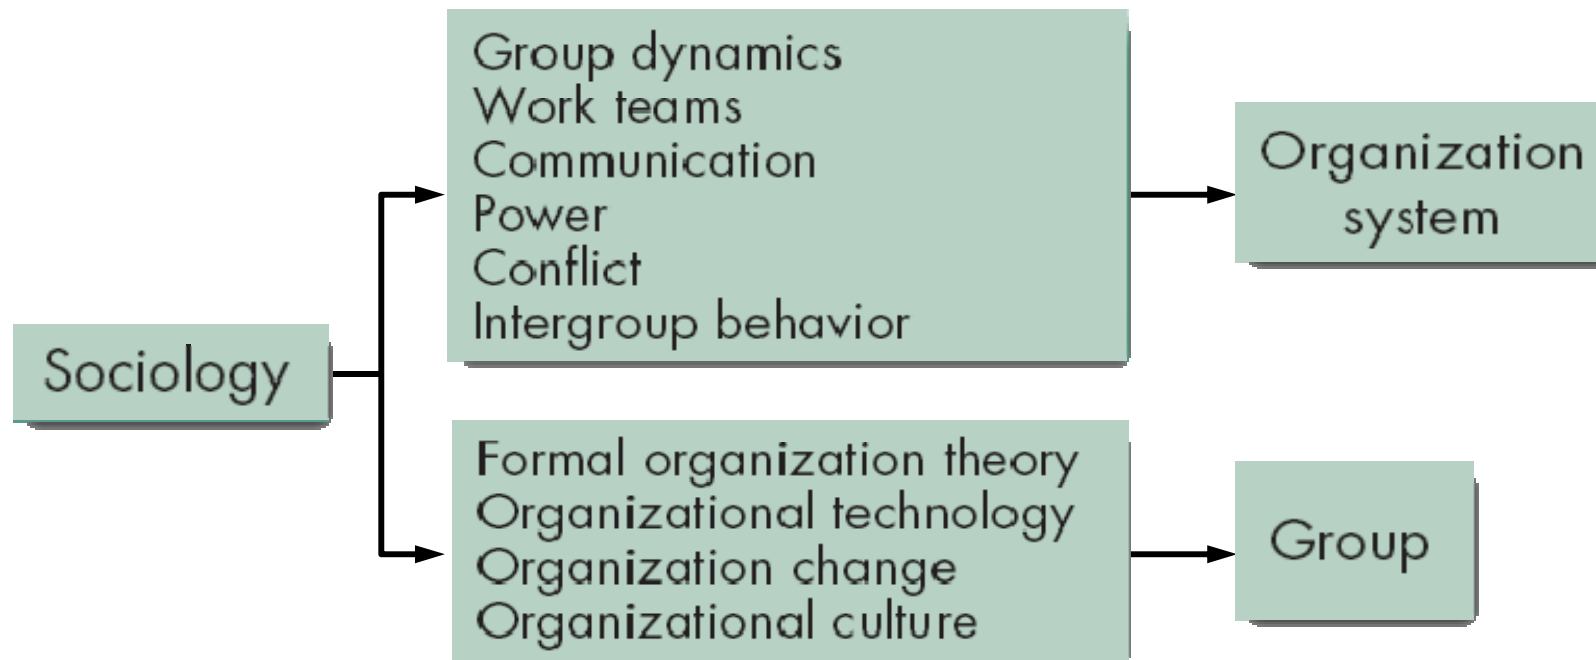 Sociology
Group dynamics
Work teams
Communication
Power
Conflict
Intergroup behavior
Organization
system
Formal organization theory
Organizational technology
Organization change
Organizational culture
Group